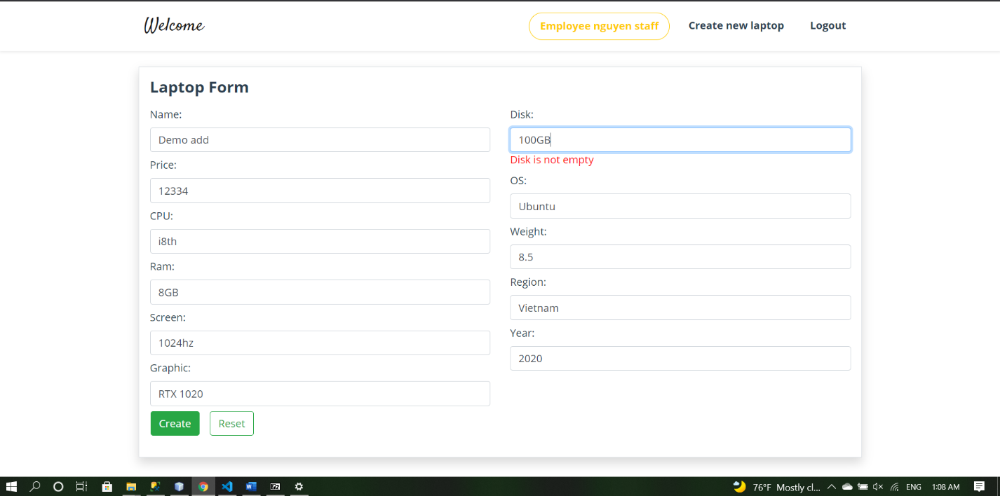 Welcome
Employee nguyen staff
Create new laptop
Logout
Laptop Form
Name:
Demo add
Price:
12334
CPU:
i8th
Ram:
8GB
Screen:
1024hz
Graphic:
RTX 1020
Create
Reset
Disk:
100GB
Disk is not empty
OS:
Ubuntu
Weight:
8.5
Region:
Vietnam
Year:
2020
76°F Mostly cl...
ENG
1:08 AM